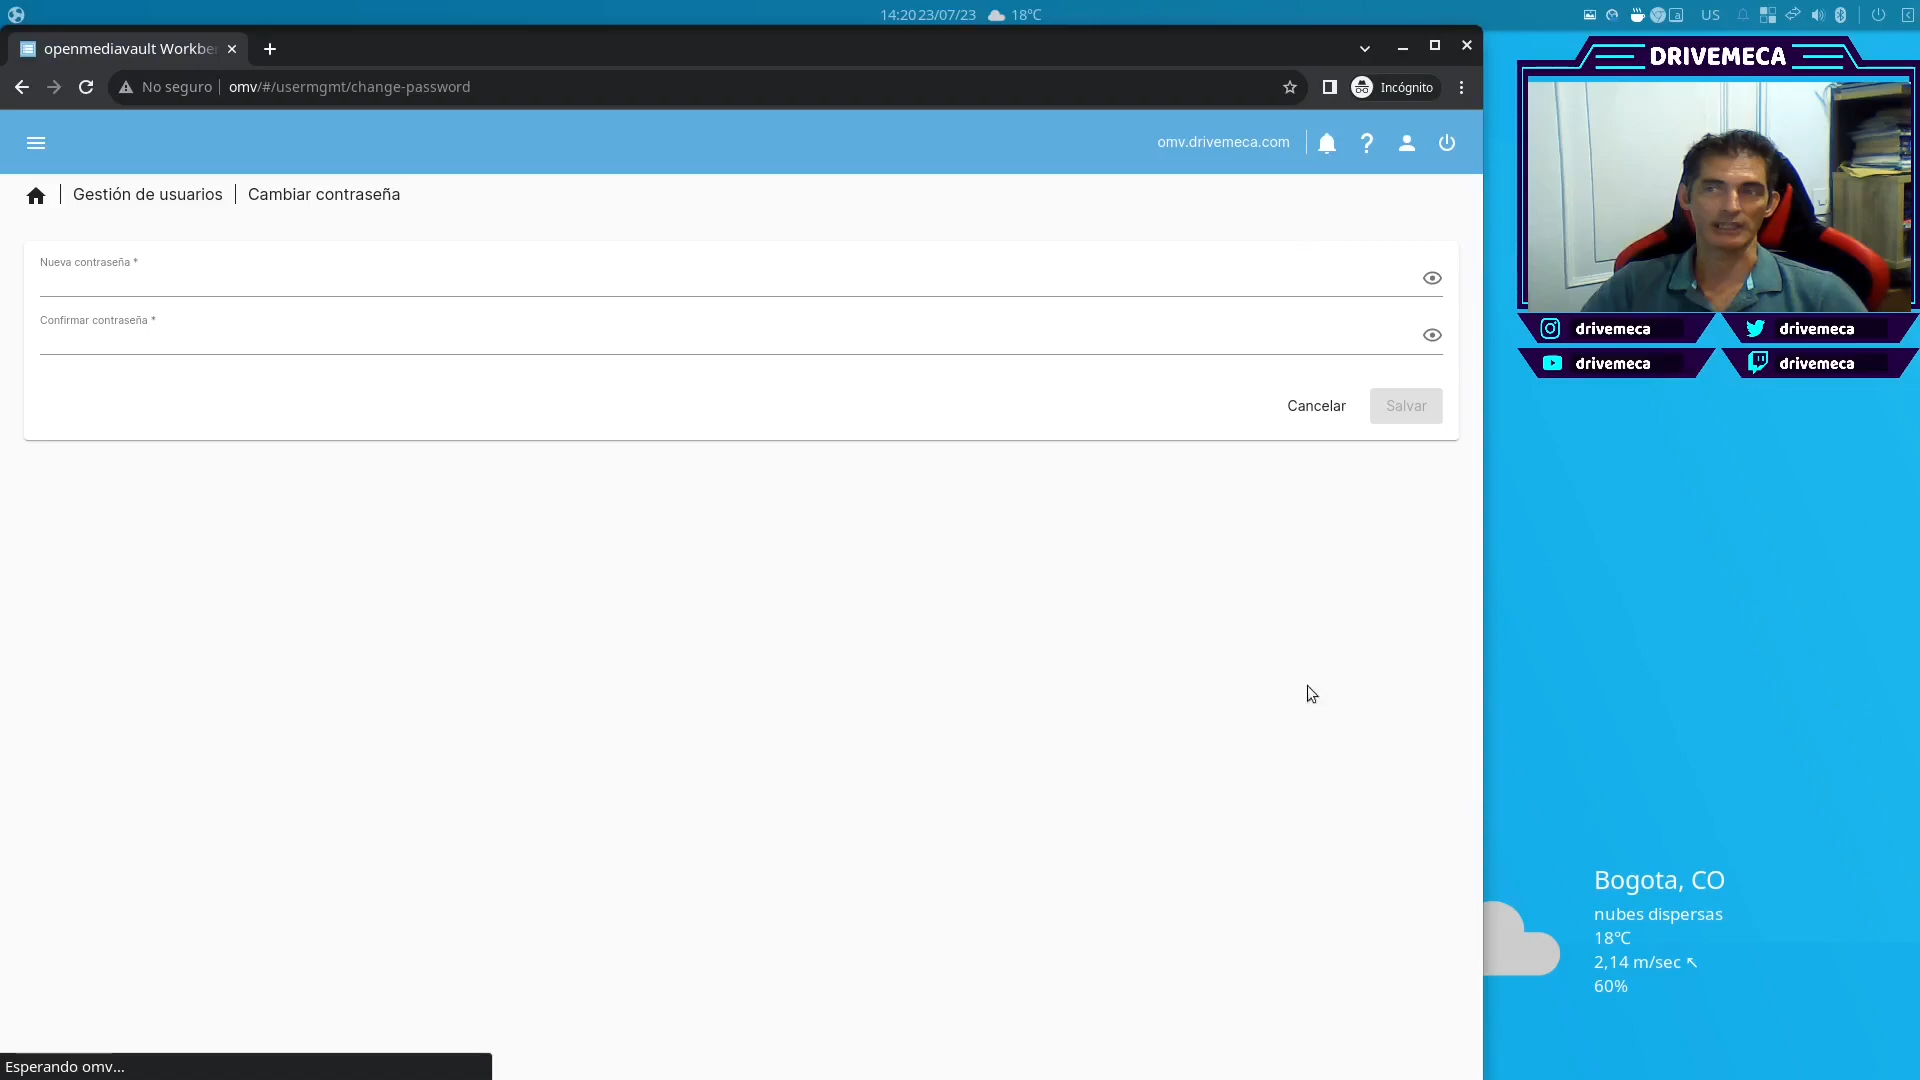 14:20 23/07/23 18°C
US
openmediavault Workbe
No seguro omv/#/usermgmt/change-password
Incógnito
omv.drivemeca.com
Gestión de usuarios | Cambiar contraseña
Nueva contraseña *
Confirmar contraseña *
Cancelar Salvar
Esperando omv...
DRIVEMECA
drivemeca drivemeca
drivemeca drivemeca
Bogota, CO
nubes dispersas
18°C
2,14 m/sec ↖
60%